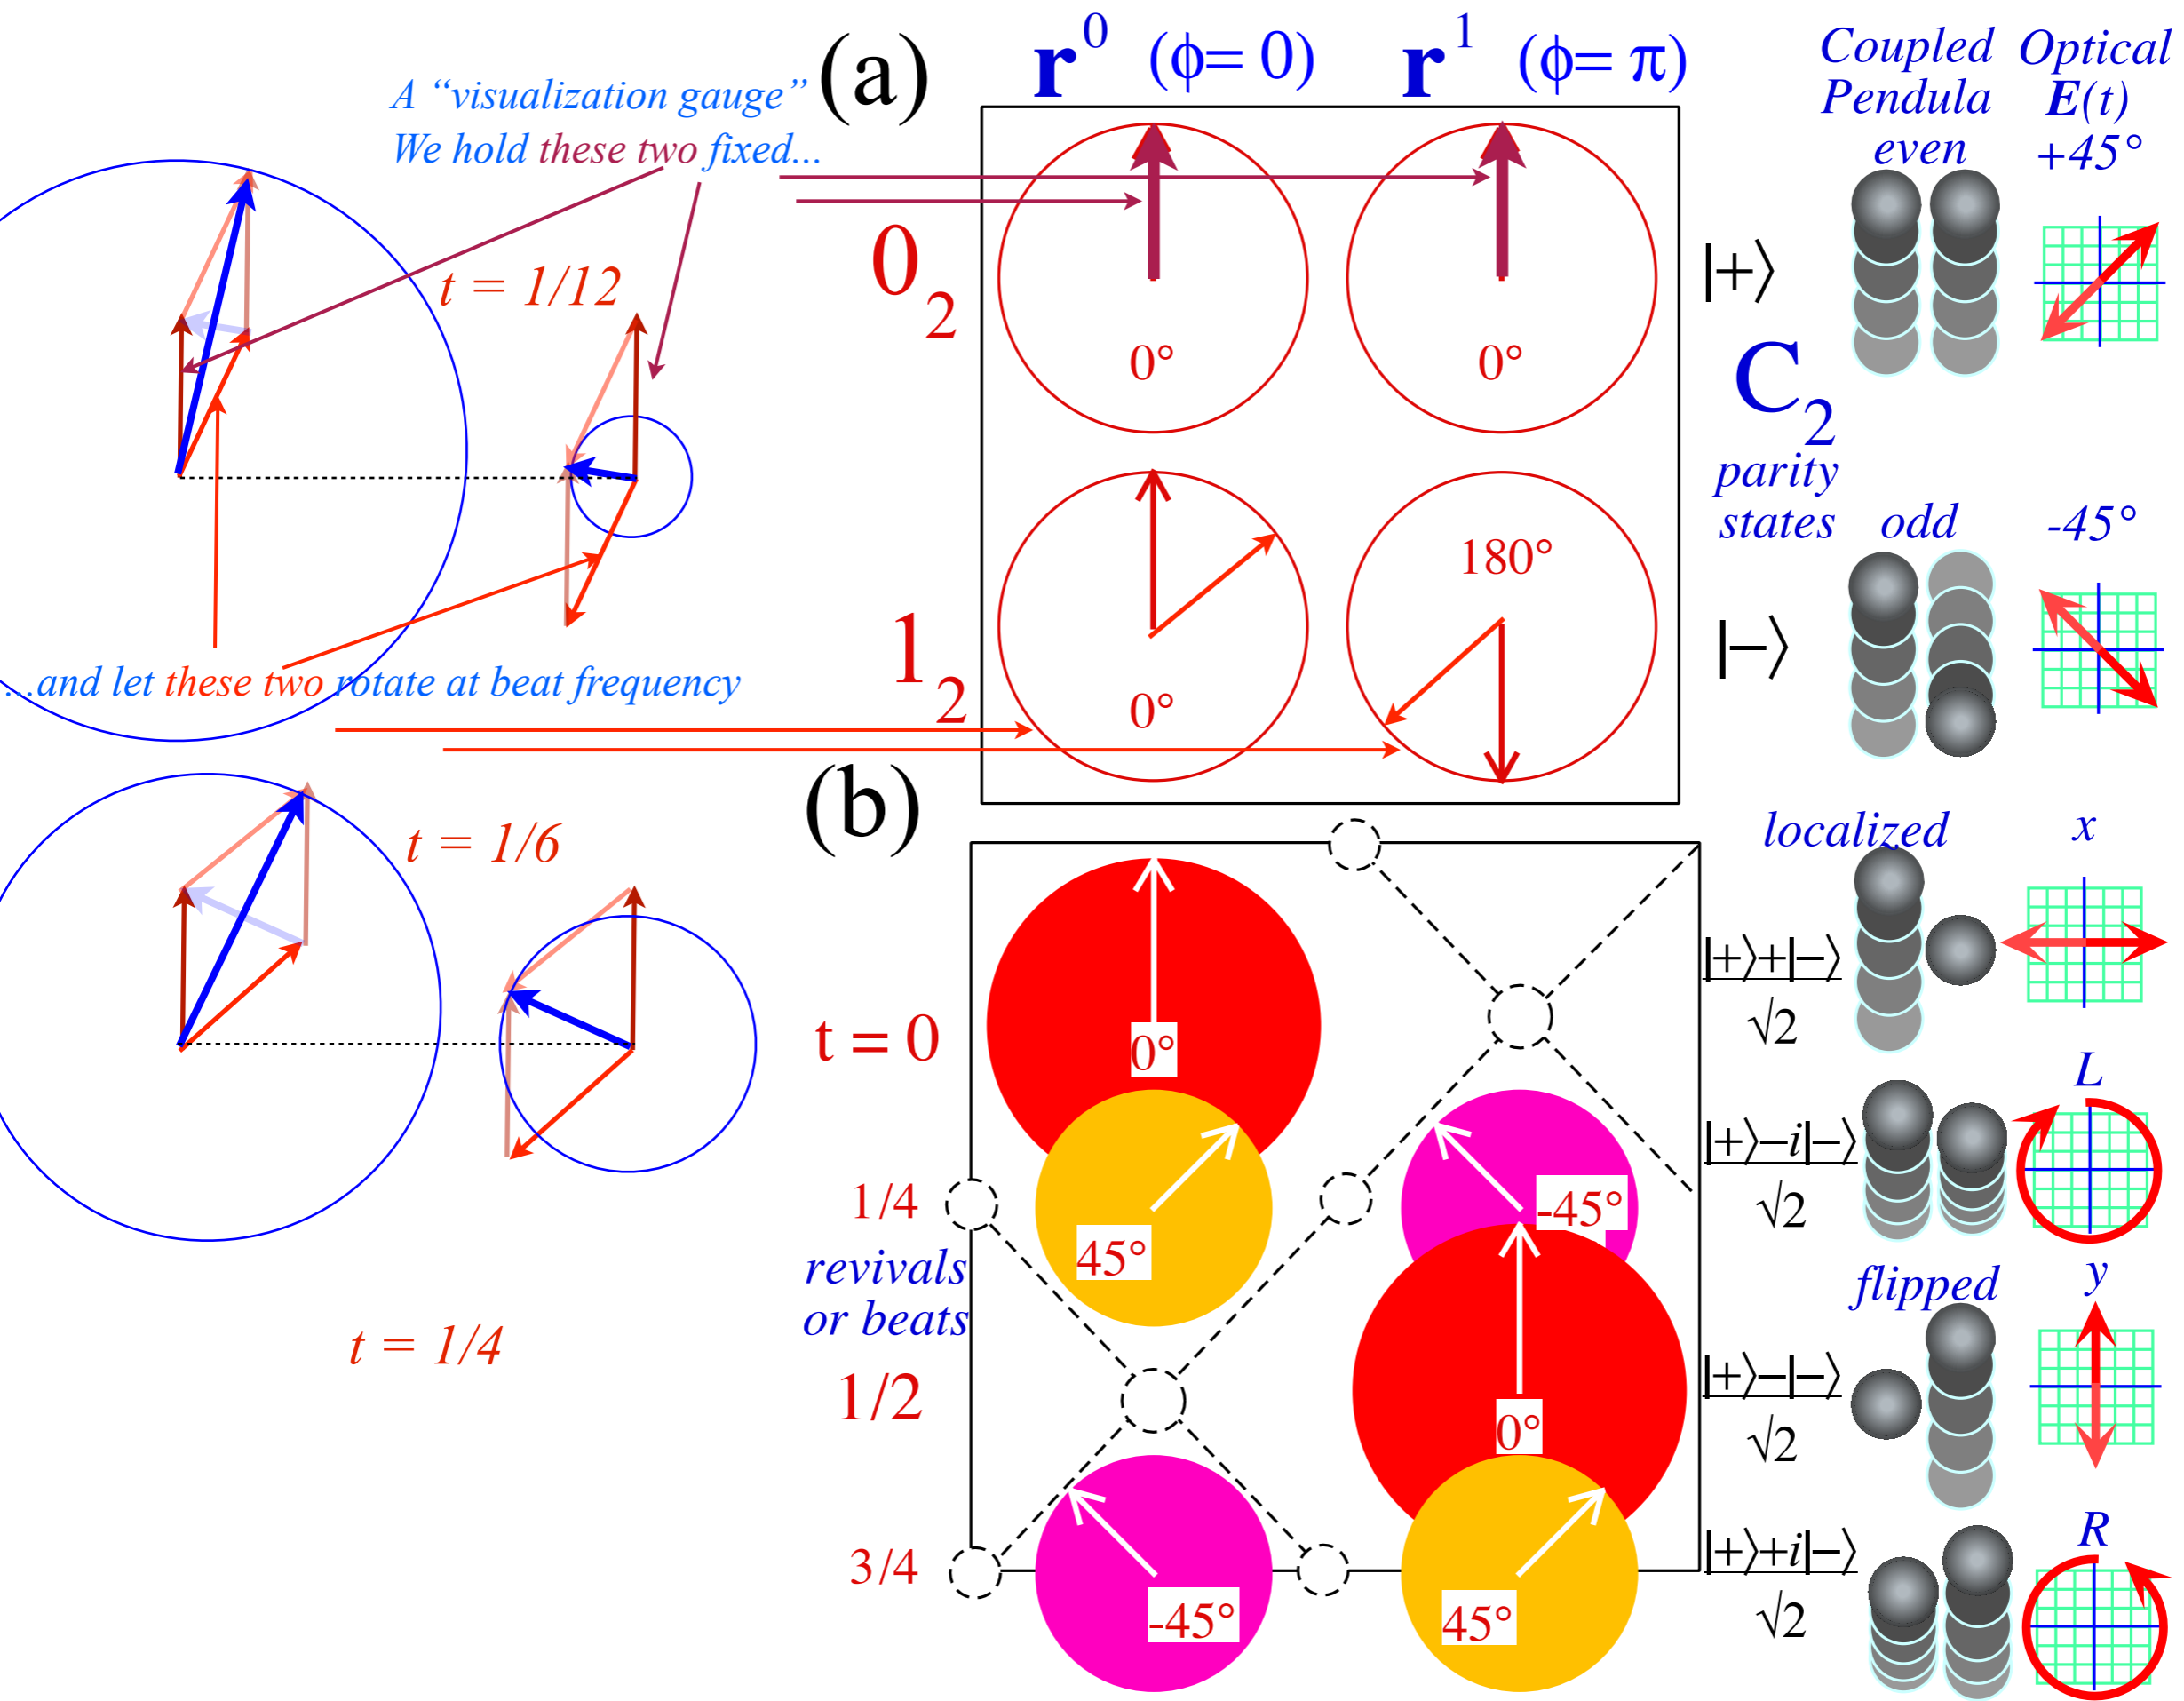 A “visualization gauge”
We hold these two fixed...
t = 1/12
...and let these two rotate at beat frequency
t = 1/6
t = 1/4
(a)
r⁰ (ϕ= 0) r¹ (ϕ= π)
0₂
0° 0°
1₂
0° 180°
|+⟩
C₂
parity
states
|−⟩
Coupled
Pendula
even
odd
Optical
E(t)
+45°
-45°
(b)
t = 0
0°
1/4
45° -45°
revivals
or beats
1/2
0°
3/4
-45° 45°
localized x
|+⟩+|−⟩
√2
L
|+⟩−i|−⟩
√2
flipped y
|+⟩−|−⟩
√2
R
|+⟩+i|−⟩
√2